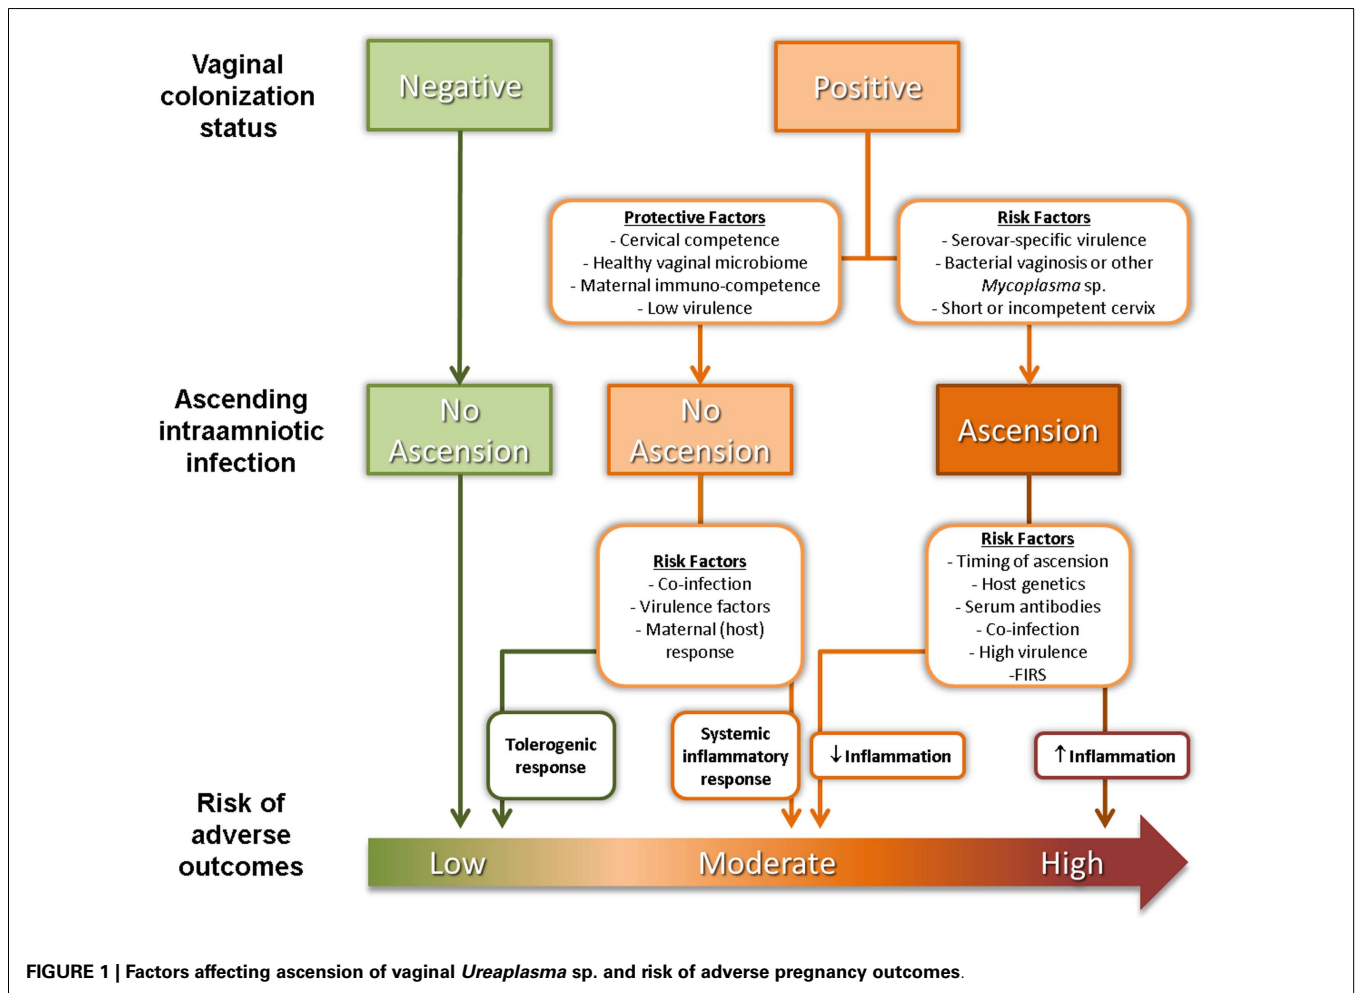 Vaginal
colonization
status
Negative
Positive
Protective Factors
- Cervical competence
- Healthy vaginal microbiome
- Maternal immuno-competence
- Low virulence
Risk Factors
- Serovar-specific virulence
- Bacterial vaginosis or other
Mycoplasma sp.
- Short or incompetent cervix
Ascending
intraamniotic
infection
No
Ascension
No
Ascension
Ascension
Risk Factors
- Co-infection
- Virulence factors
- Maternal (host)
response
Risk Factors
- Timing of ascension
- Host genetics
- Serum antibodies
- Co-infection
- High virulence
-FIRS
Tolerogenic
response
Systemic
inflammatory
response
↓Inflammation
↑Inflammation
Risk of
adverse
outcomes
Low
Moderate
High
FIGURE 1 | Factors affecting ascension of vaginal Ureaplasma sp. and risk of adverse pregnancy outcomes.